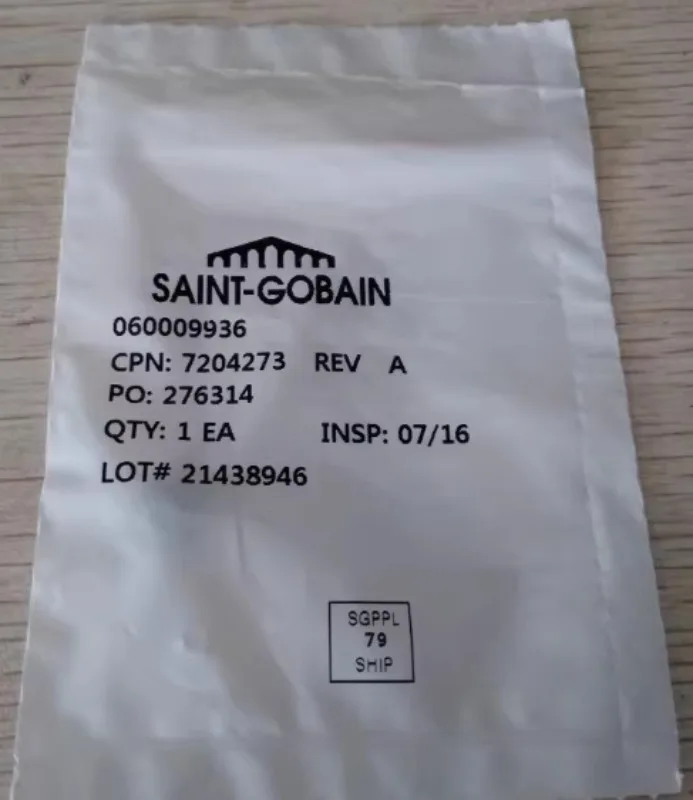 SAINT-GOBAIN
060009936
CPN: 7204273 REV A
PO: 276314
QTY: 1 EA INSP: 07/16
LOT# 21438946
SGPPL
79
SHIP